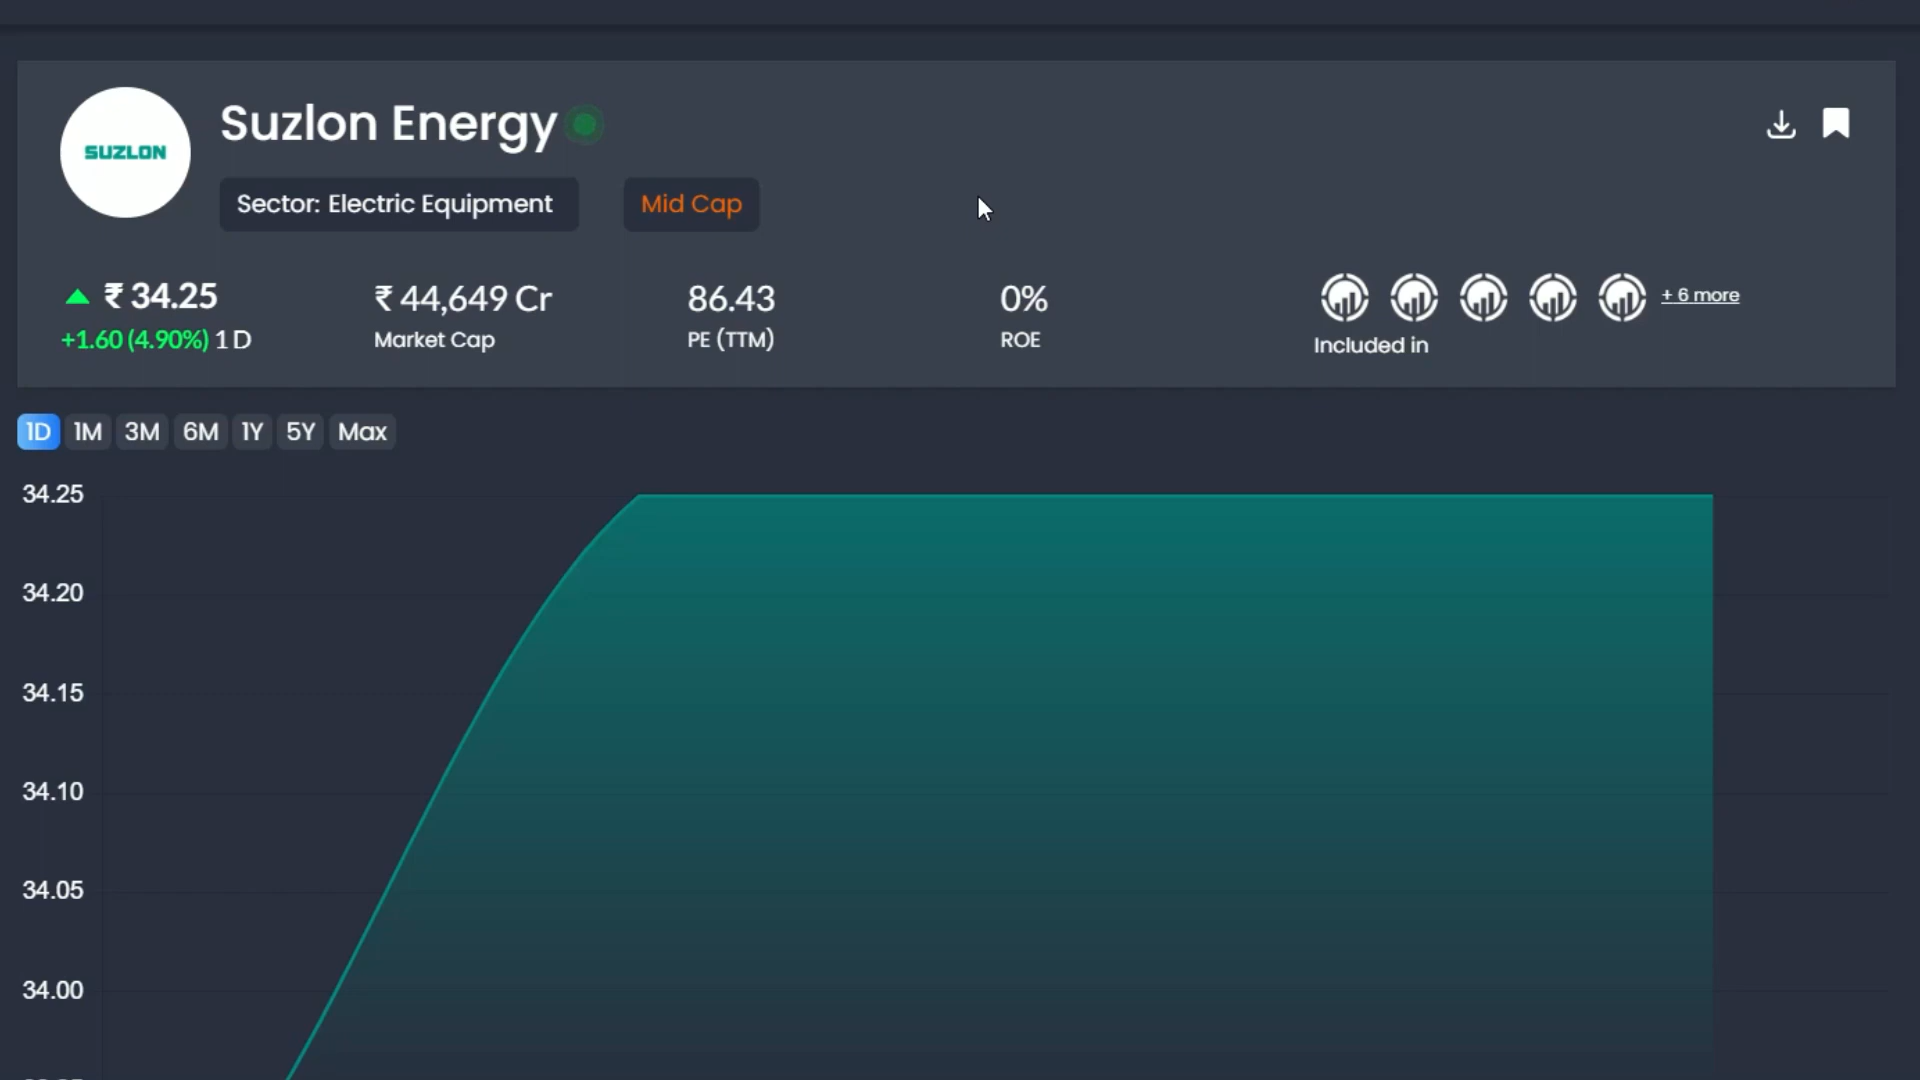 SUZLON
Suzlon Energy
Sector: Electric Equipment
Mid Cap
₹ 34.25
₹ 44,649 Cr
86.43
0%
+ 6 more
+1.60 (4.90%) 1 D
Market Cap
PE (TTM)
ROE
Included in
1D 1M 3M 6M 1Y 5Y Max
34.25
34.20
34.15
34.10
34.05
34.00